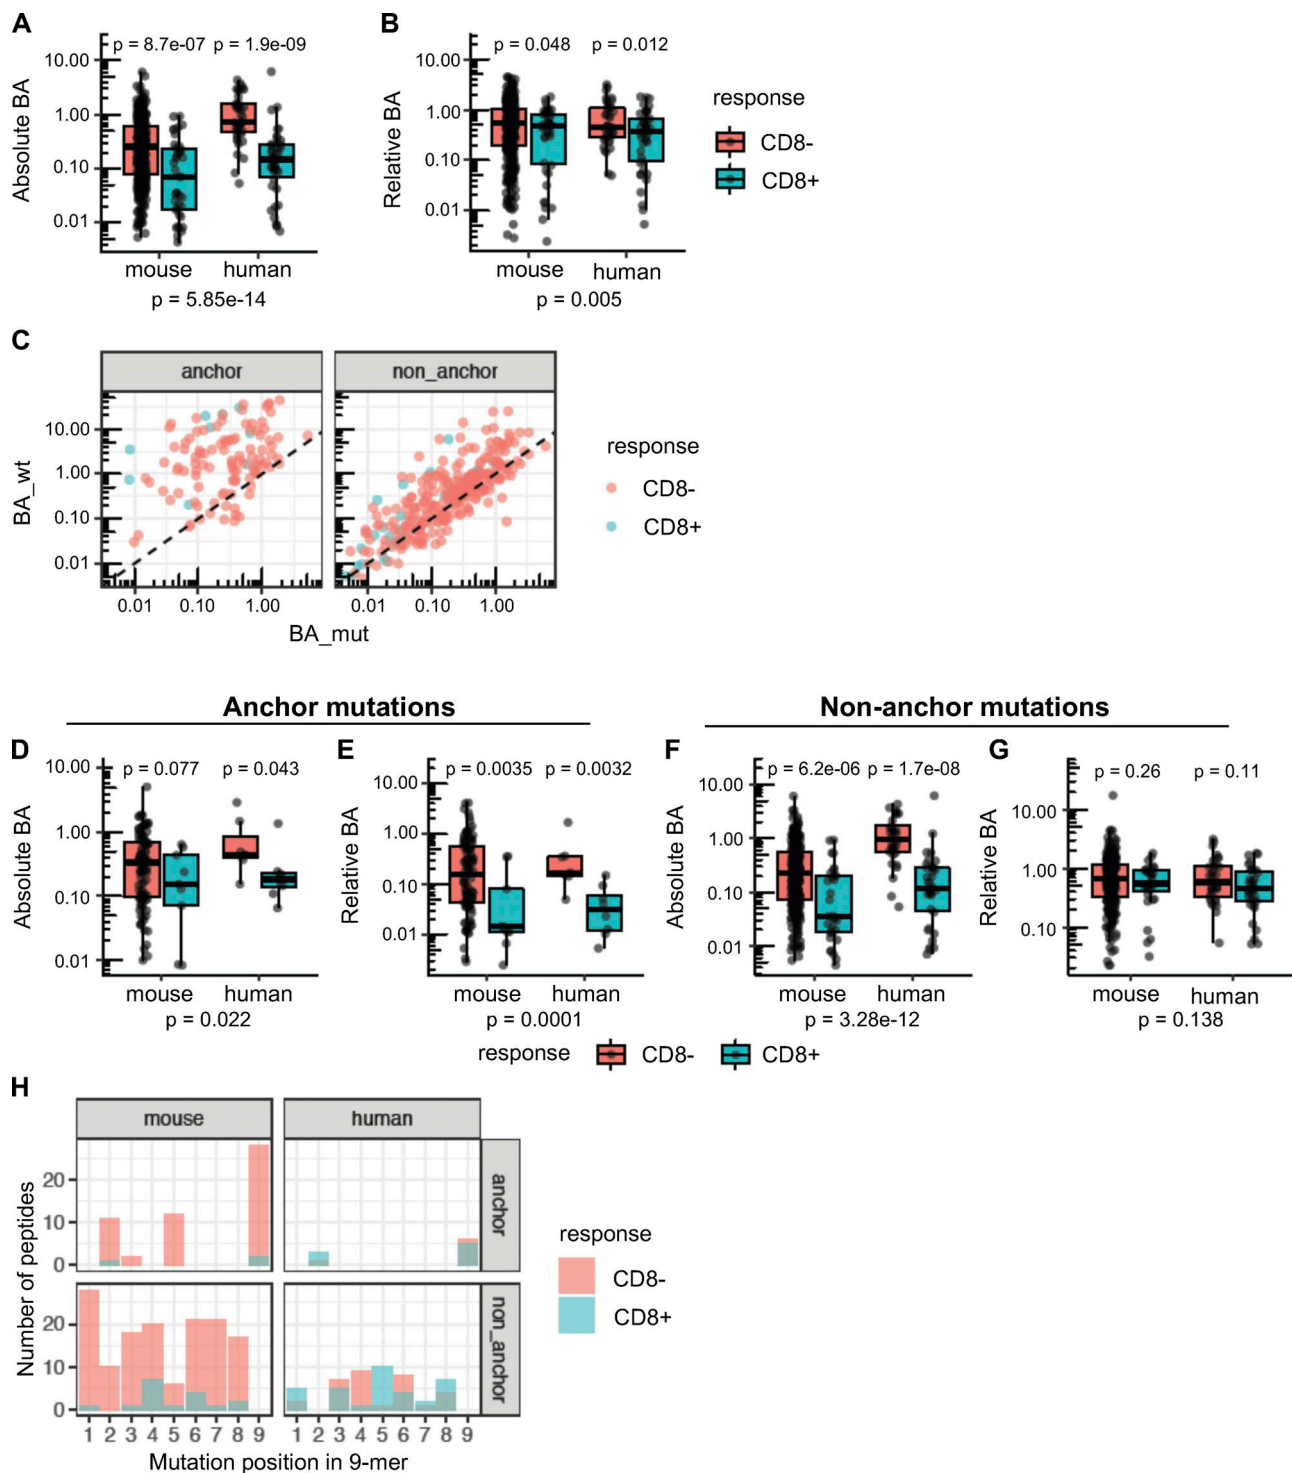 A
p = 8.7e-07 p = 1.9e-09
Absolute BA
10.00
1.00
0.10
0.01
mouse human
p = 5.85e-14
B
p = 0.048 p = 0.012
Relative BA
10.00
1.00
0.10
0.01
mouse human
p = 0.005
response
CD8-
CD8+
C
anchor non_anchor
BA_wt
10.00
1.00
0.10
0.01
0.01 0.10 1.00 0.01 0.10 1.00
BA_mut
response
CD8-
CD8+
Anchor mutations
Non-anchor mutations
D
p = 0.077 p = 0.043
Absolute BA
10.00
1.00
0.10
0.01
mouse human
p = 0.022
E
p = 0.0035 p = 0.0032
Relative BA
10.00
1.00
0.10
0.01
mouse human
p = 0.0001
F
p = 6.2e-06 p = 1.7e-08
Absolute BA
10.00
1.00
0.10
0.01
mouse human
p = 3.28e-12
G
p = 0.26 p = 0.11
Relative BA
10.00
1.00
0.10
mouse human
p = 0.138
response CD8- CD8+
H
mouse human
Number of peptides
20
10
0
anchor
20
10
0
non_anchor
1 2 3 4 5 6 7 8 9 1 2 3 4 5 6 7 8 9
Mutation position in 9-mer
response
CD8-
CD8+